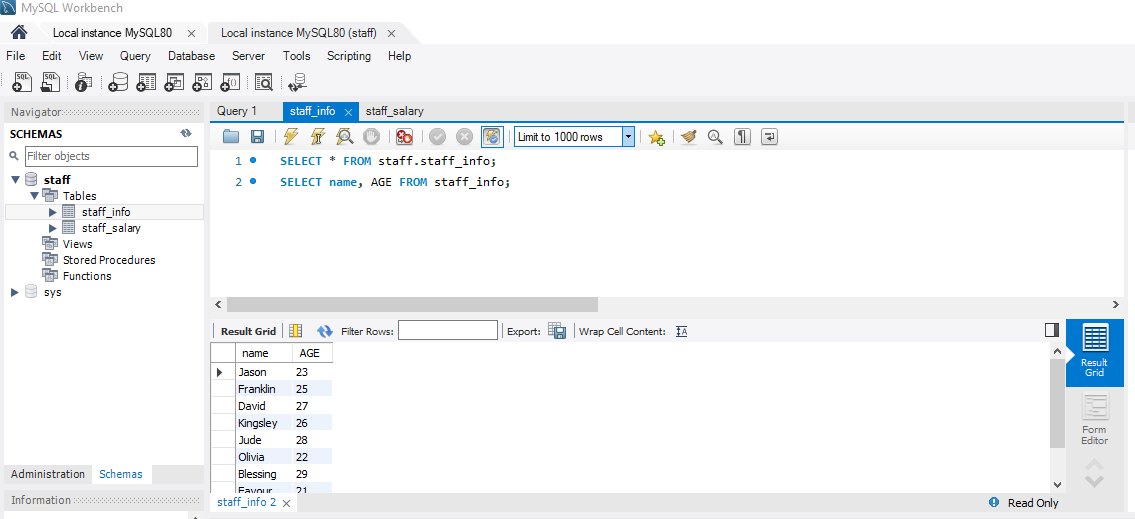 MySQL Workbench
Local instance MySQL80 Local instance MySQL80 (staff)
File Edit View Query Database Server Tools Scripting Help
Navigator
SCHEMAS
Filter objects
staff
Tables
staff_info
staff_salary
Views
Stored Procedures
Functions
sys
Administration Schemas
Information
Query 1 staff_info staff_salary
Limit to 1000 rows
1 SELECT * FROM staff.staff_info;
2 SELECT name, AGE FROM staff_info;
Result Grid Filter Rows: Export: Wrap Cell Content:
name AGE
Jason 23
Franklin 25
David 27
Kingsley 26
Jude 28
Olivia 22
Blessing 29
Favour 21
Result
Grid
Form
Editor
staff_info 2 Read Only